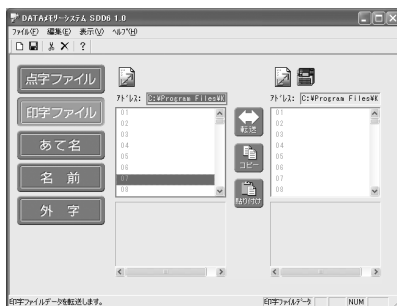 DATAメモリーシステム SDD6 1.0
ファイル(F) 編集(E) 表示(V) ヘルプ(H)
点字ファイル
印字ファイル
あて名
名 前
外 字
アドレス: C:¥Program Files¥K
01
02
03
04
05
06
07
08
転送
コピー
貼り付け
アドレス: C:¥Program Files¥K
01
02
03
04
05
06
07
08
印字ファイルデータを転送します。
印字ファイルデータ
NUM